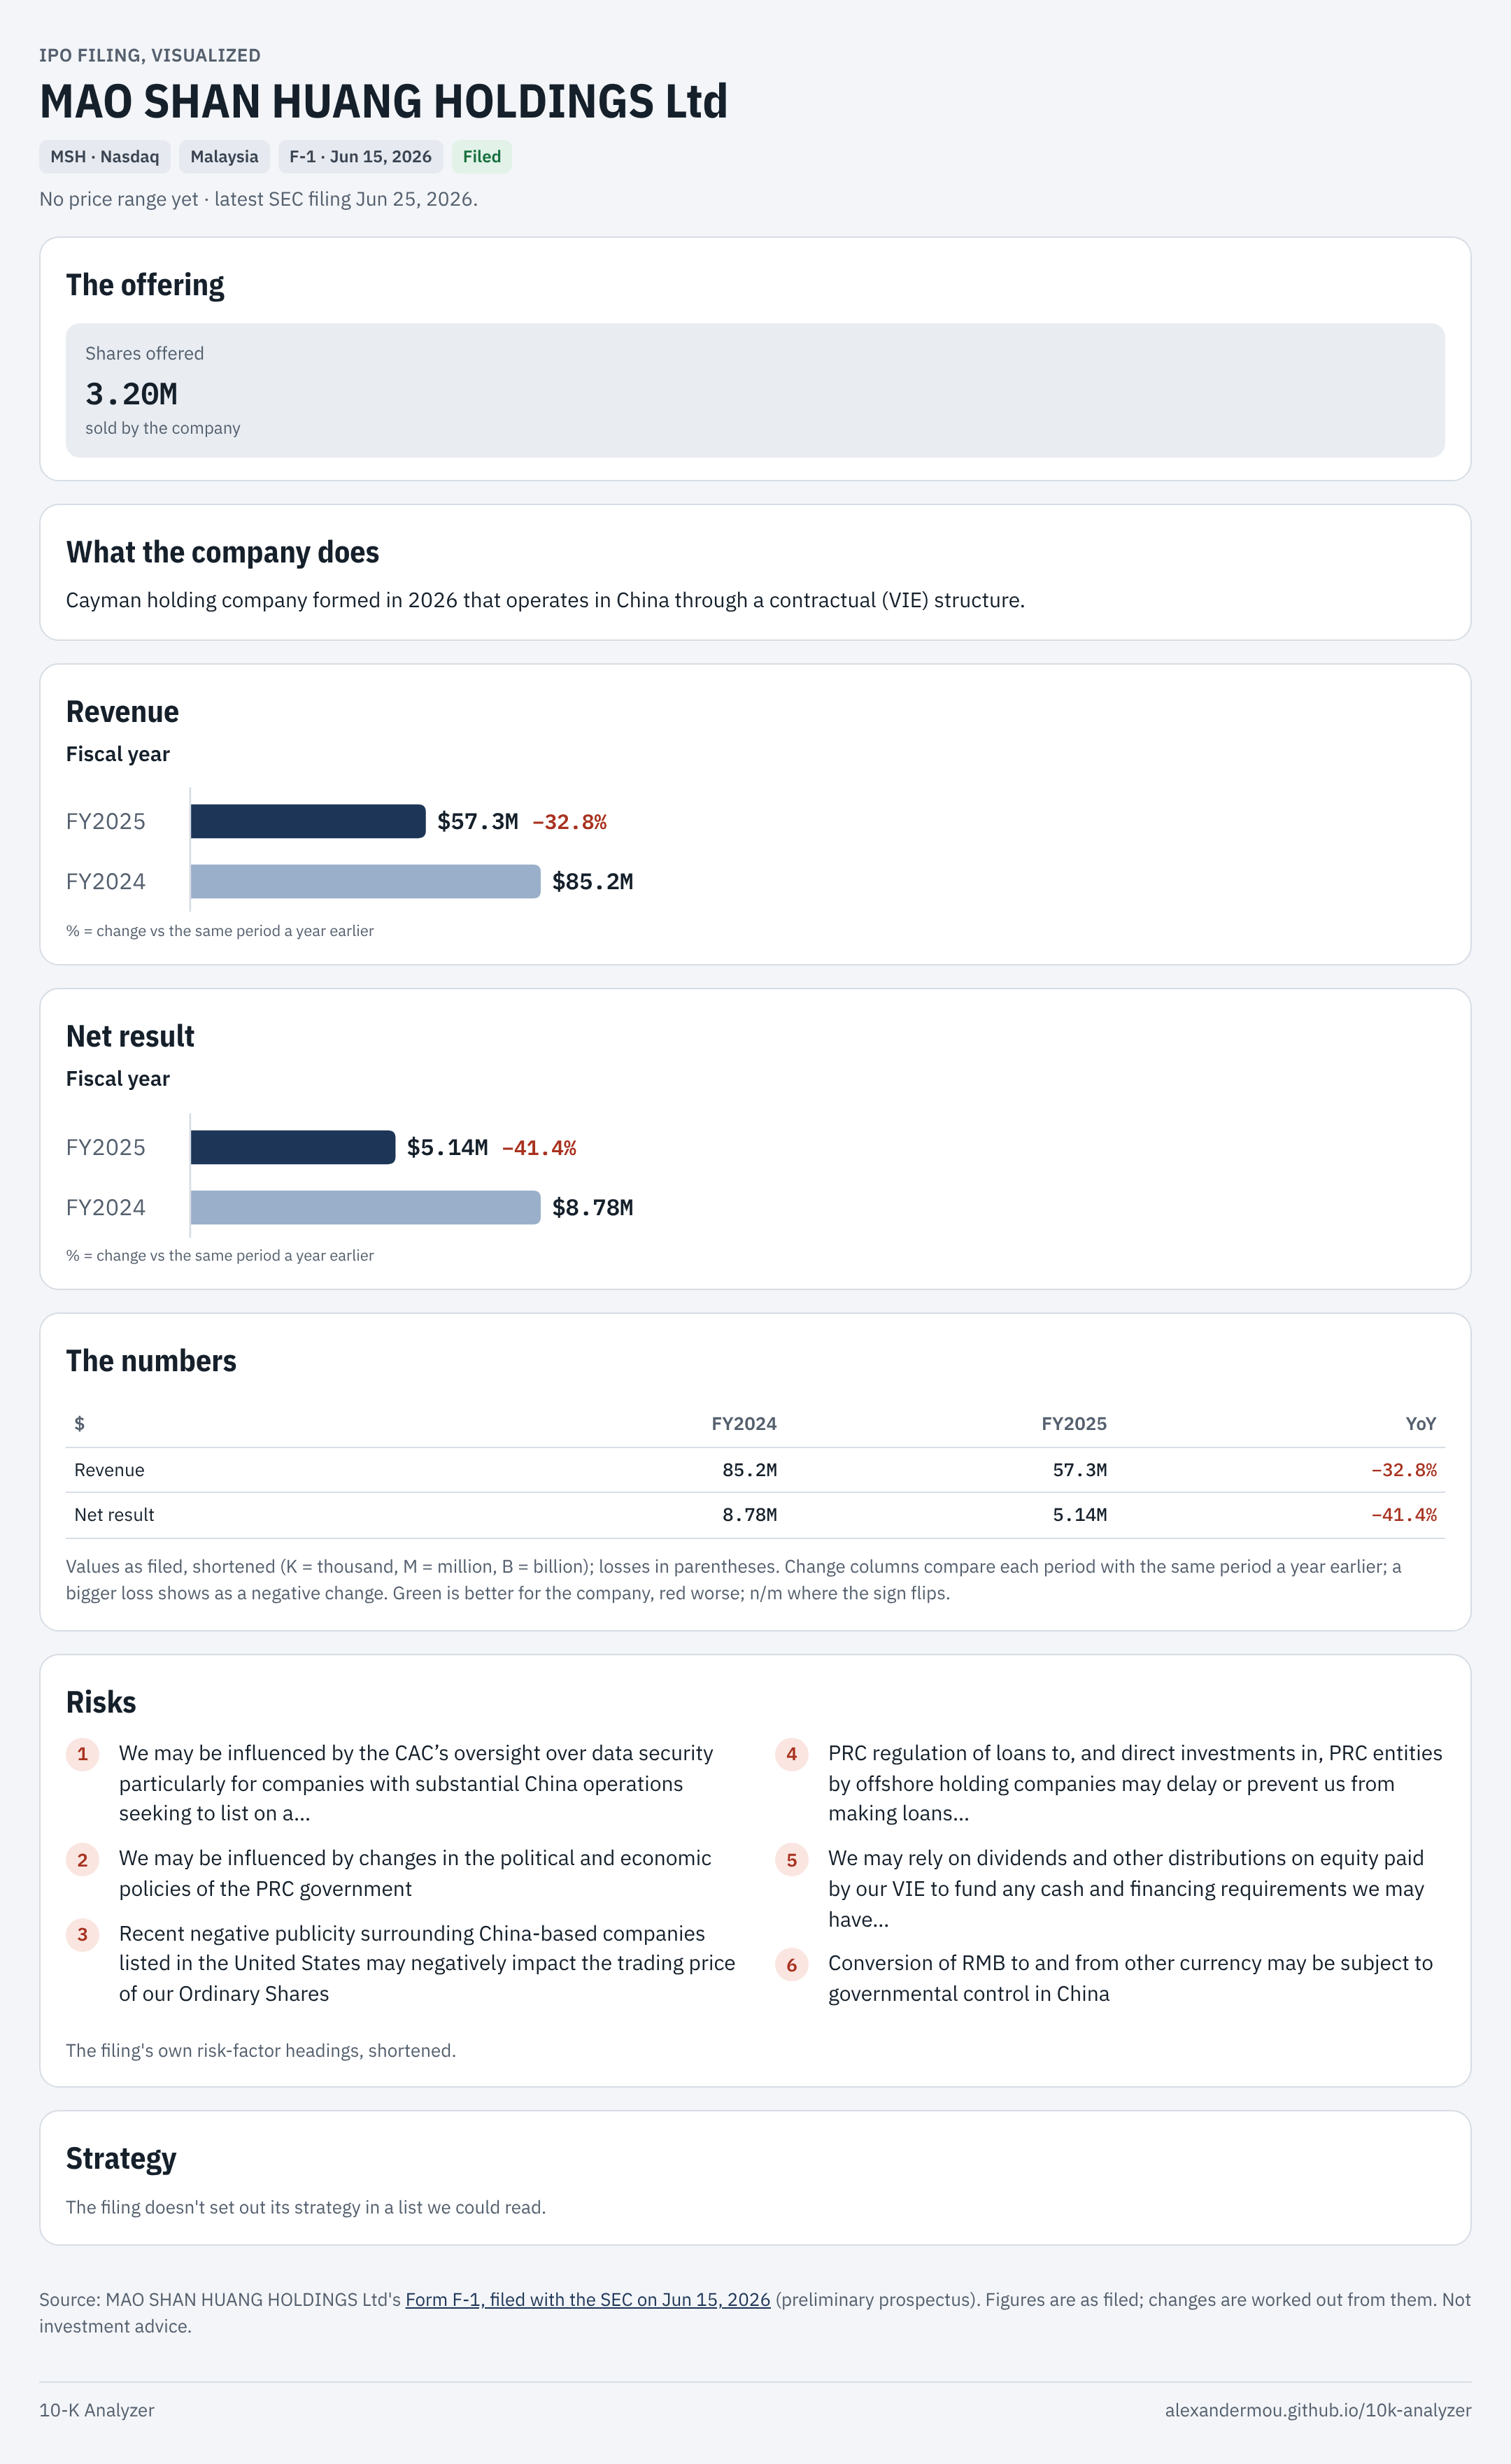 IPO FILING, VISUALIZED
MAO SHAN HUANG HOLDINGS Ltd
MSH · Nasdaq Malaysia F-1 · Jun 15, 2026 Filed
No price range yet · latest SEC filing Jun 25, 2026.
The offering
Shares offered
3.20M
sold by the company
What the company does
Cayman holding company formed in 2026 that operates in China through a contractual (VIE) structure.
Revenue
Fiscal year
FY2025 $57.3M −32.8%
FY2024 $85.2M
% = change vs the same period a year earlier
Net result
Fiscal year
FY2025 $5.14M −41.4%
FY2024 $8.78M
% = change vs the same period a year earlier
The numbers
$ FY2024 FY2025 YoY
Revenue 85.2M 57.3M −32.8%
Net result 8.78M 5.14M −41.4%
Values as filed, shortened (K = thousand, M = million, B = billion); losses in parentheses. Change columns compare each period with the same period a year earlier; a
bigger loss shows as a negative change. Green is better for the company, red worse; n/m where the sign flips.
Risks
1 We may be influenced by the CAC’s oversight over data security
particularly for companies with substantial China operations
seeking to list on a…
2 We may be influenced by changes in the political and economic
policies of the PRC government
3 Recent negative publicity surrounding China-based companies
listed in the United States may negatively impact the trading price
of our Ordinary Shares
4 PRC regulation of loans to, and direct investments in, PRC entities
by offshore holding companies may delay or prevent us from
making loans…
5 We may rely on dividends and other distributions on equity paid
by our VIE to fund any cash and financing requirements we may
have…
6 Conversion of RMB to and from other currency may be subject to
governmental control in China
The filing's own risk-factor headings, shortened.
Strategy
The filing doesn't set out its strategy in a list we could read.
Source: MAO SHAN HUANG HOLDINGS Ltd's Form F-1, filed with the SEC on Jun 15, 2026 (preliminary prospectus). Figures are as filed; changes are worked out from them. Not
investment advice.
10-K Analyzer alexandermou.github.io/10k-analyzer